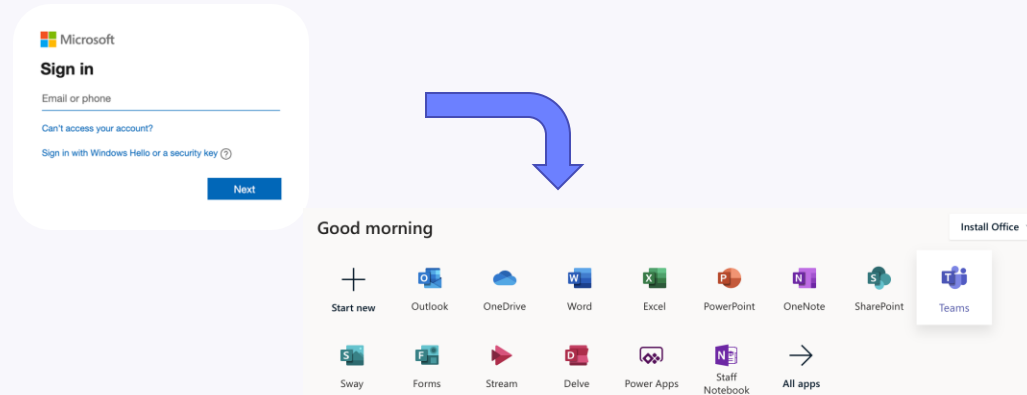 Microsoft
Sign in
Email or phone
Can't access your account?
Sign in with Windows Hello or a security key
Next
Good morning
Install Office
Start new
Outlook
OneDrive
Word
Excel
PowerPoint
OneNote
SharePoint
Teams
Sway
Forms
Stream
Delve
Power Apps
Staff
Notebook
All apps